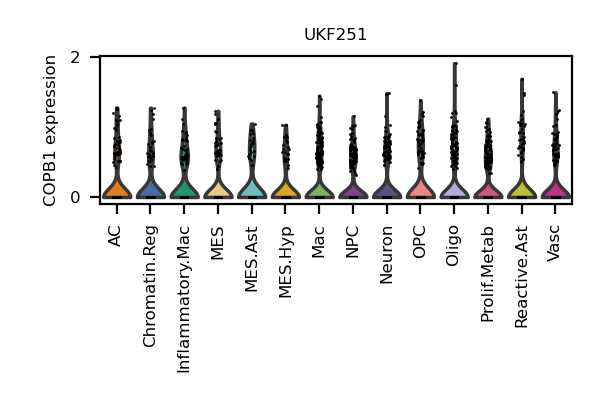 UKF251
COPB1 expression
2
0
AC
Chromatin.Reg
Inflammatory.Mac
MES
MES.Ast
MES.Hyp
Mac
NPC
Neuron
OPC
Oligo
Prolif.Metab
Reactive.Ast
Vasc